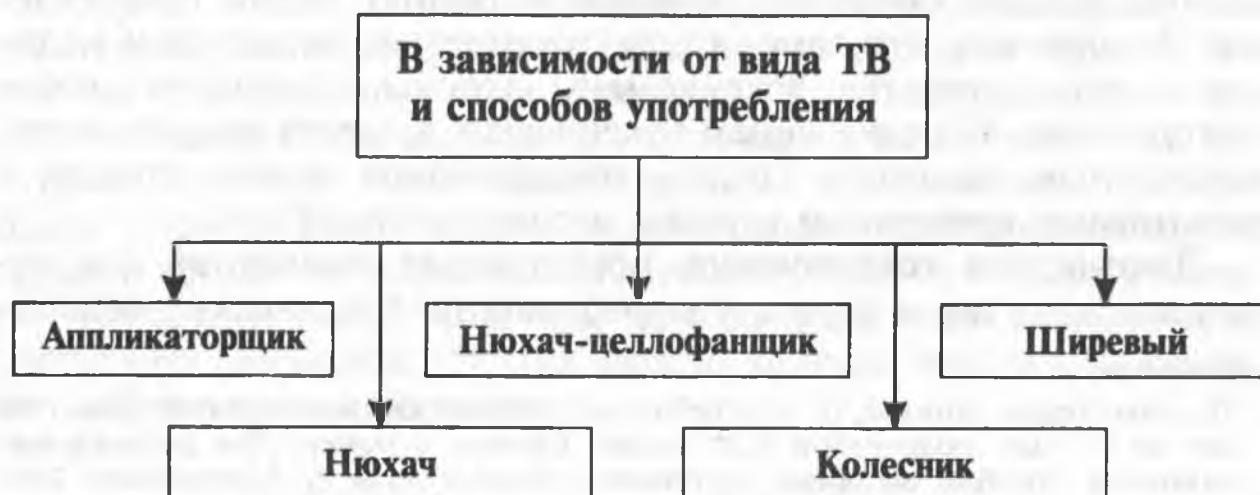 В зависимости от вида ТВ
и способов употребления
Аппликаторщик
Нюхач-целлофанщик
Ширевый
Нюхач
Колесник